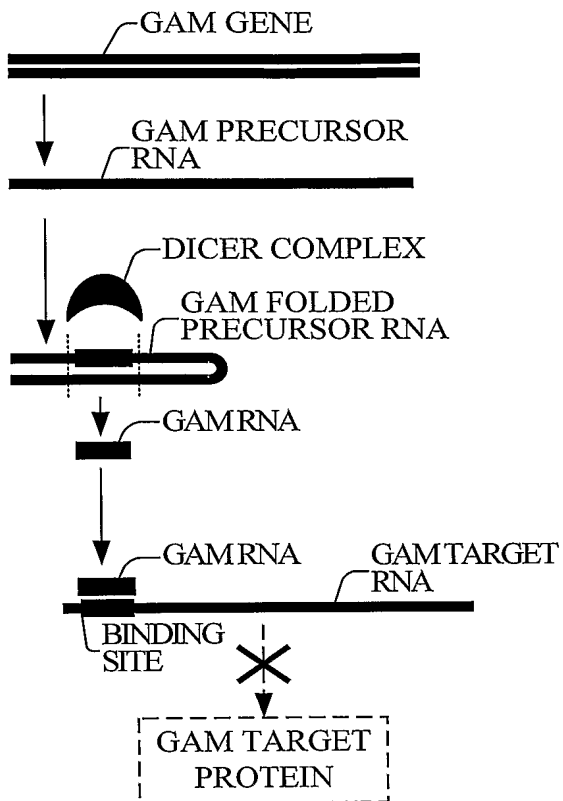 GAM GENE
GAM PRECURSOR
RNA
DICER COMPLEX
GAM FOLDED
PRECURSOR RNA
GAM RNA
GAM RNA
GAM TARGET
RNA
BINDING
SITE
GAM TARGET
PROTEIN